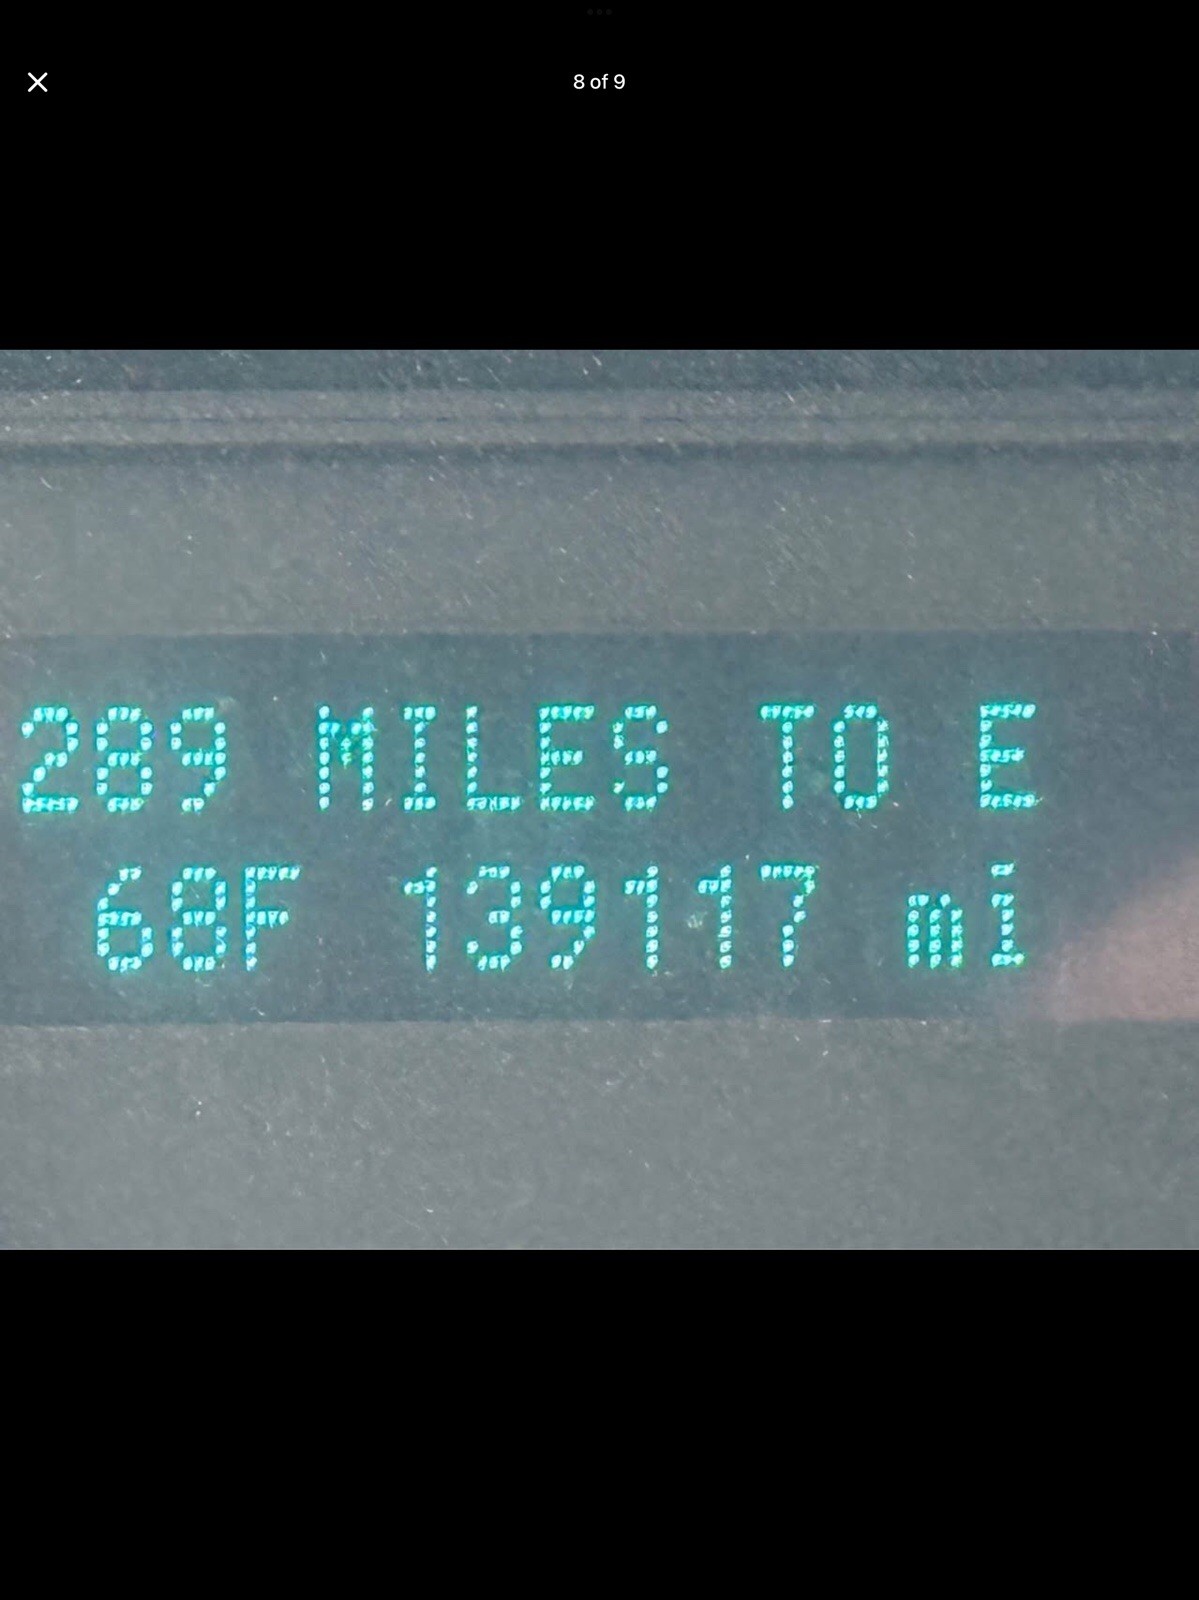 8 of 9
289 MILES TO E
68F 139117 mi